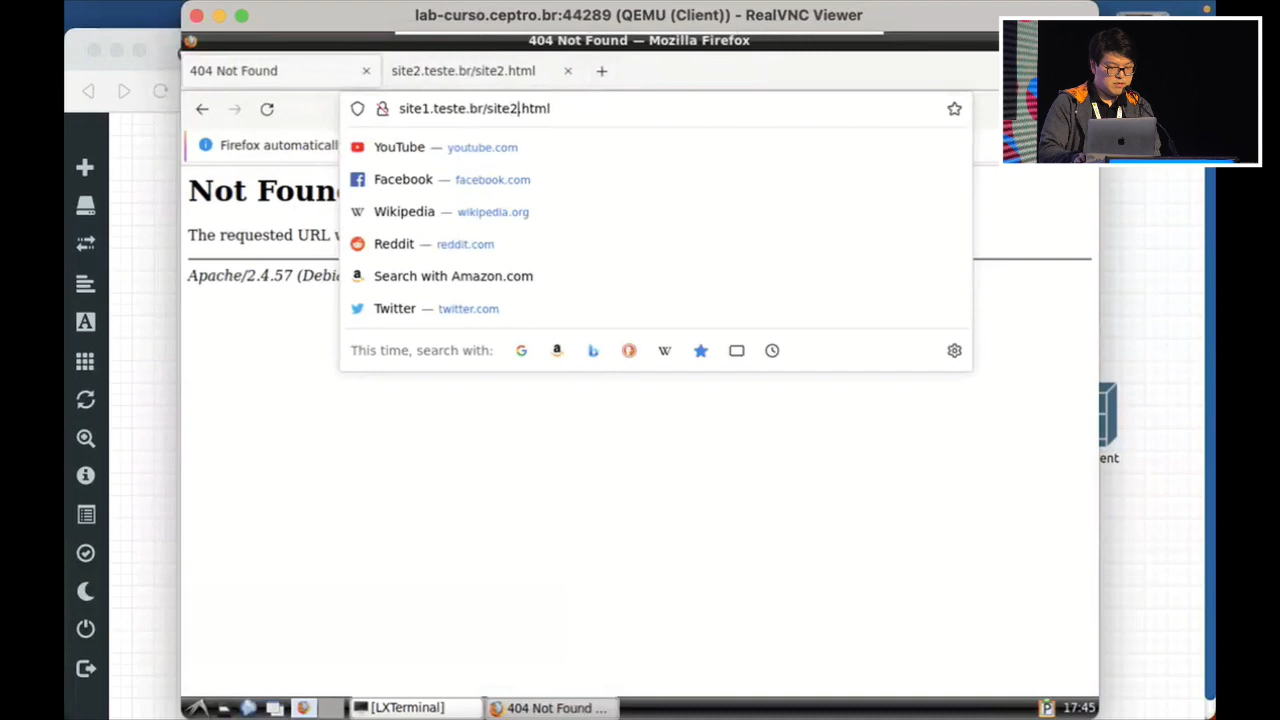 lab-curso.ceptro.br:44289 (QEMU (Client)) - RealVNC Viewer
404 Not Found — Mozilla Firefox
404 Not Found
site2.teste.br/site2.html
site1.teste.br/site2.html
Firefox automatically
YouTube — youtube.com
Facebook — facebook.com
Wikipedia — wikipedia.org
Reddit — reddit.com
a Search with Amazon.com
Twitter — twitter.com
This time, search with:
Not Foun
The requested URL
Apache/2.4.57 (Debi
ent
[LXTerminal]
404 Not Found ...
17:45